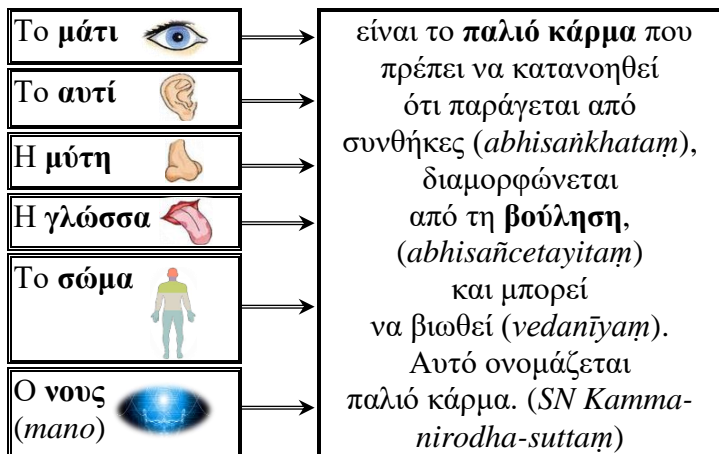 Το μάτι
Το αυτί
Η μύτη
Η γλώσσα
Το σώμα
Ο νους
(mano)
είναι το παλιό κάρμα που
πρέπει να κατανοηθεί
ότι παράγεται από
συνθήκες (abhisaṅkhataṃ),
διαμορφώνεται
από τη βούληση,
(abhisañcetayitaṃ)
και μπορεί
να βιωθεί (vedanīyaṃ).
Αυτό ονομάζεται
παλιό κάρμα. (SN Kamma-
nirodha-suttaṃ)